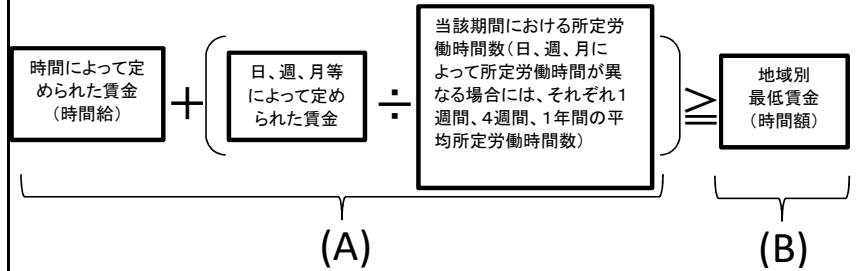 時間によって定
められた賃金
(時間給)
＋
日、週、月等
によって定め
られた賃金
÷
当該期間における所定労
働時間数(日、週、月に
よって所定労働時間が異
なる場合には、それぞれ1
週間、4週間、1年間の平
均所定労働時間数)
≧
地域別
最低賃金
(時間額)
(A)
(B)